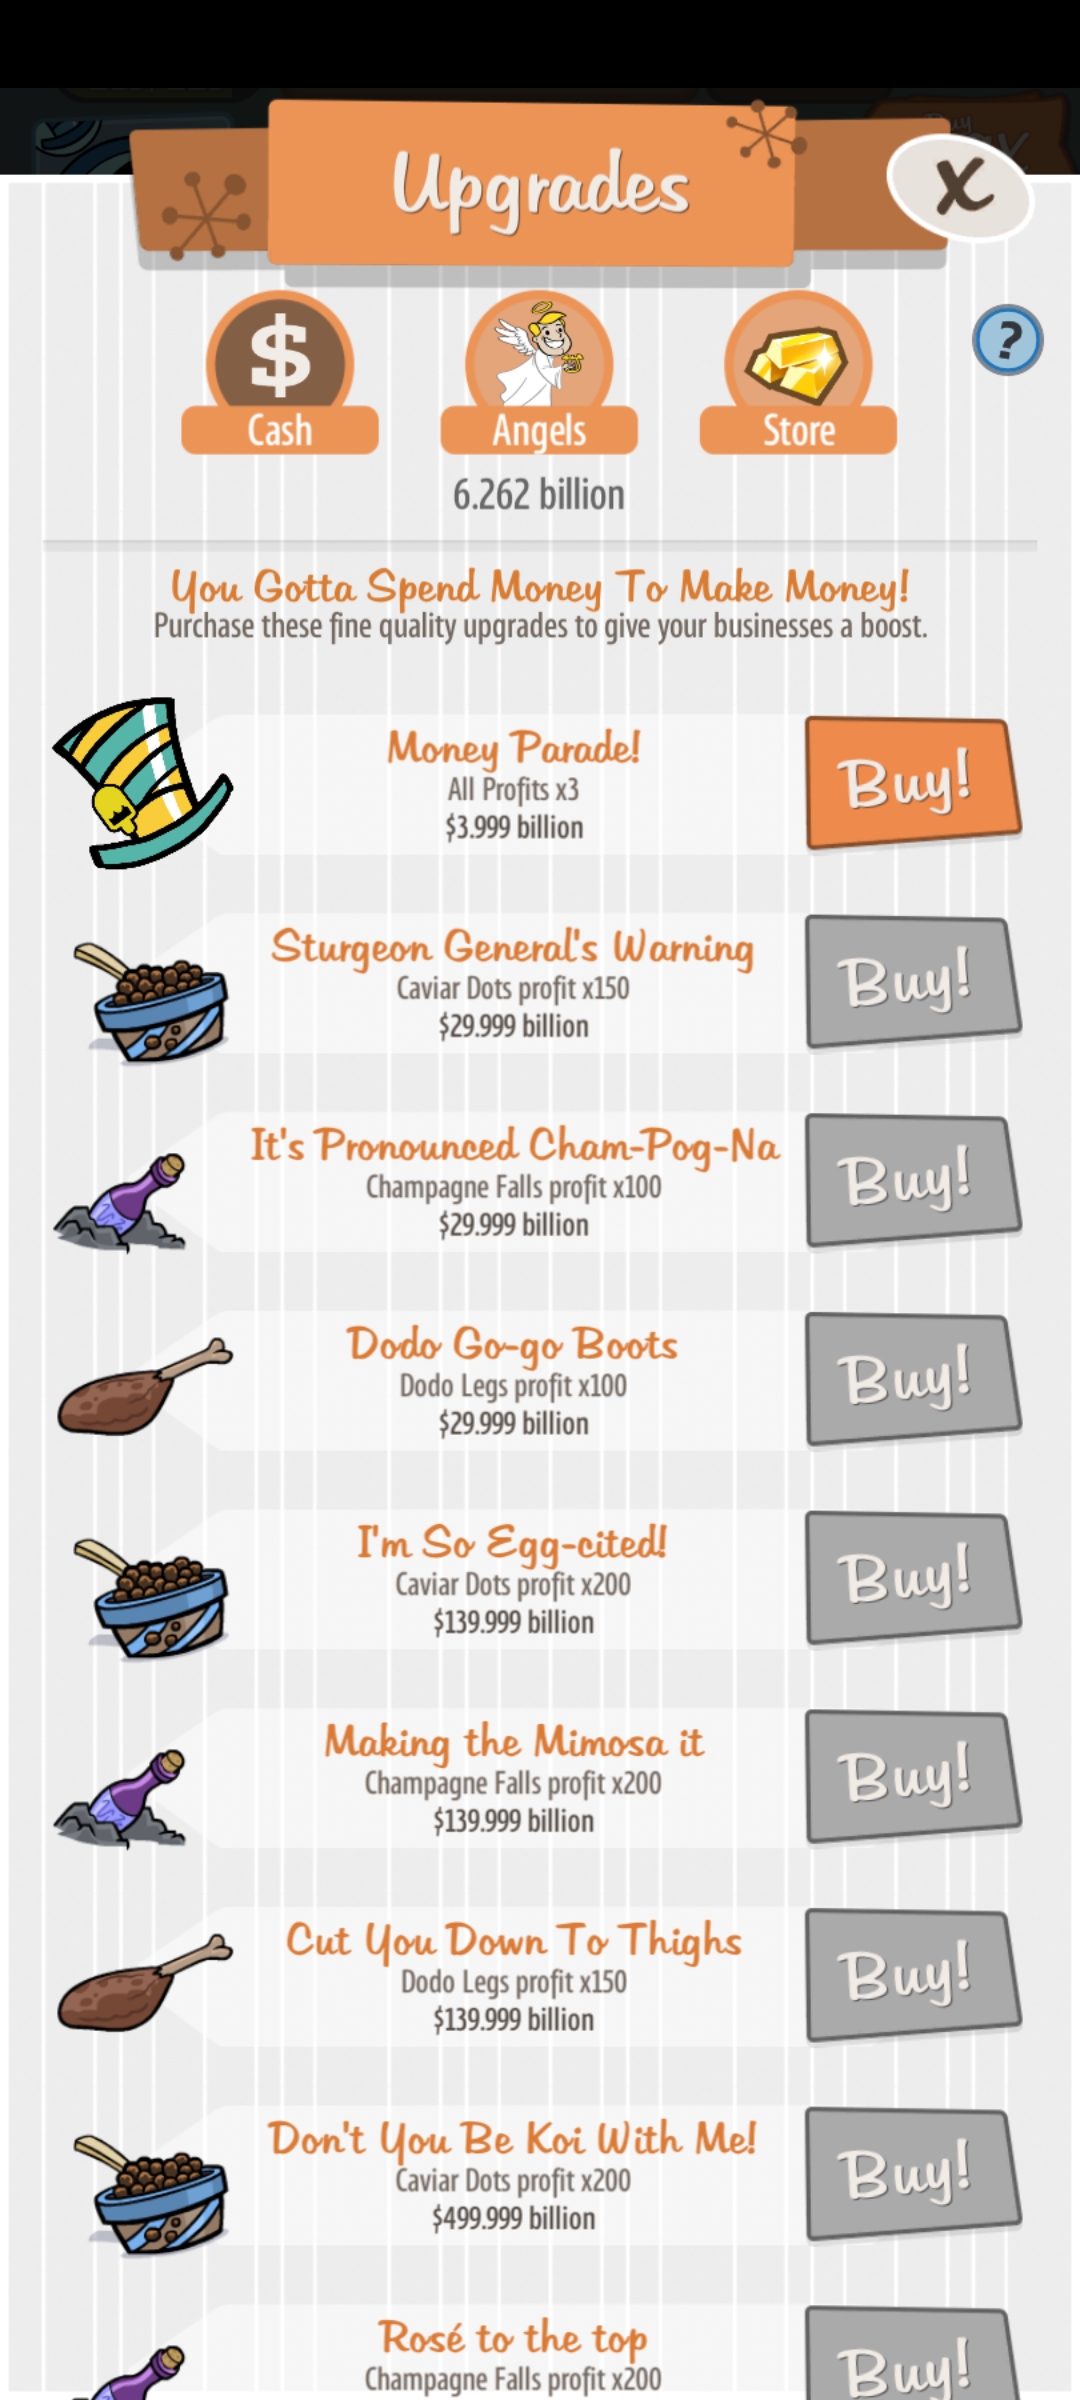 Upgrades
X
$
Cash
Angels
Store
?
6.262 billion
You Gotta Spend Money To Make Money!
Purchase these fine quality upgrades to give your businesses a boost.
Money Parade!
All Profits x3
$3.999 billion
Buy!
Sturgeon General's Warning
Caviar Dots profit x150
$29.999 billion
Buy!
It's Pronounced Cham-Pog-Na
Champagne Falls profit x100
$29.999 billion
Buy!
Dodo Go-go Boots
Dodo Legs profit x100
$29.999 billion
Buy!
I'm So Egg-cited!
Caviar Dots profit x200
$139.999 billion
Buy!
Making the Mimosa it
Champagne Falls profit x200
$139.999 billion
Buy!
Cut You Down To Thighs
Dodo Legs profit x150
$139.999 billion
Buy!
Don't You Be Koi With Me!
Caviar Dots profit x200
$499.999 billion
Buy!
Rosé to the top
Champagne Falls profit x200
Buy!